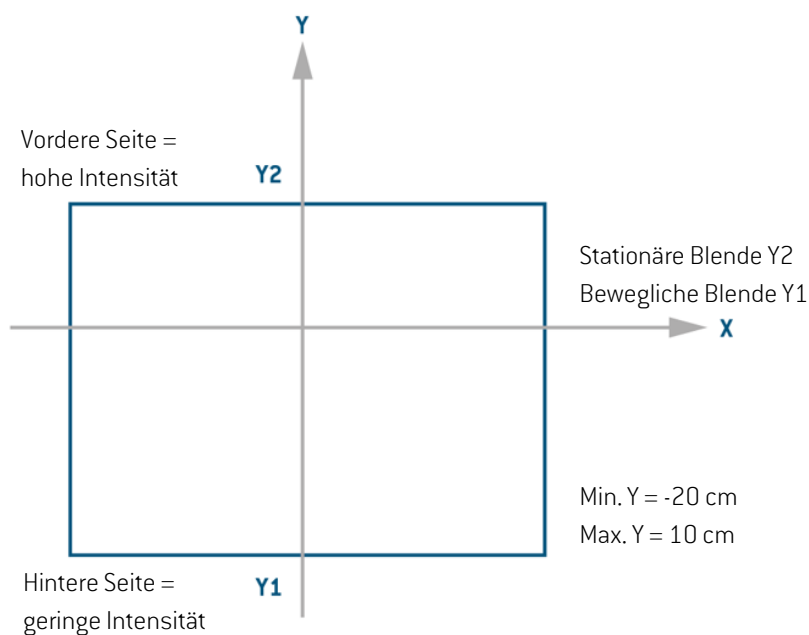 Y
Vordere Seite =
hohe Intensität
Y2
Stationäre Blende Y2
Bewegliche Blende Y1
X
Min. Y = -20 cm
Max. Y = 10 cm
Hintere Seite =
geringe Intensität
Y1